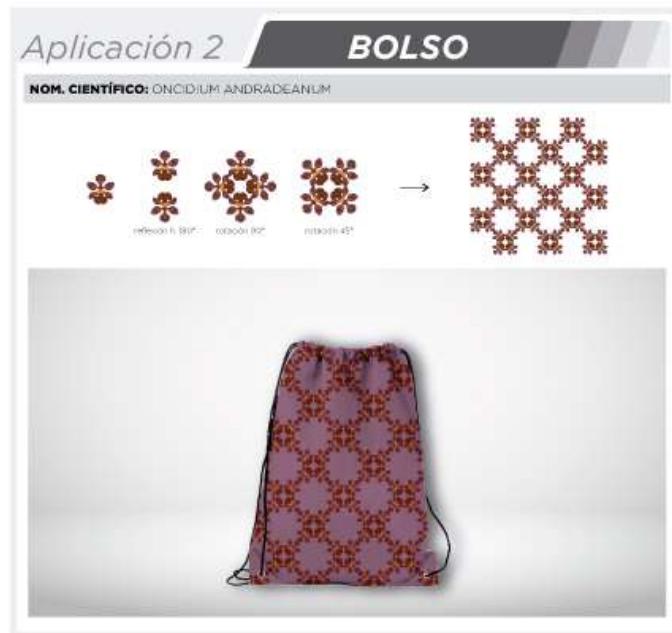 Aplicación 2
BOLSO
NOM. CIENTÍFICO: ONCIDIUM ANDRADEANUM
reflexión h. 180° rotación 90° rotación 45°